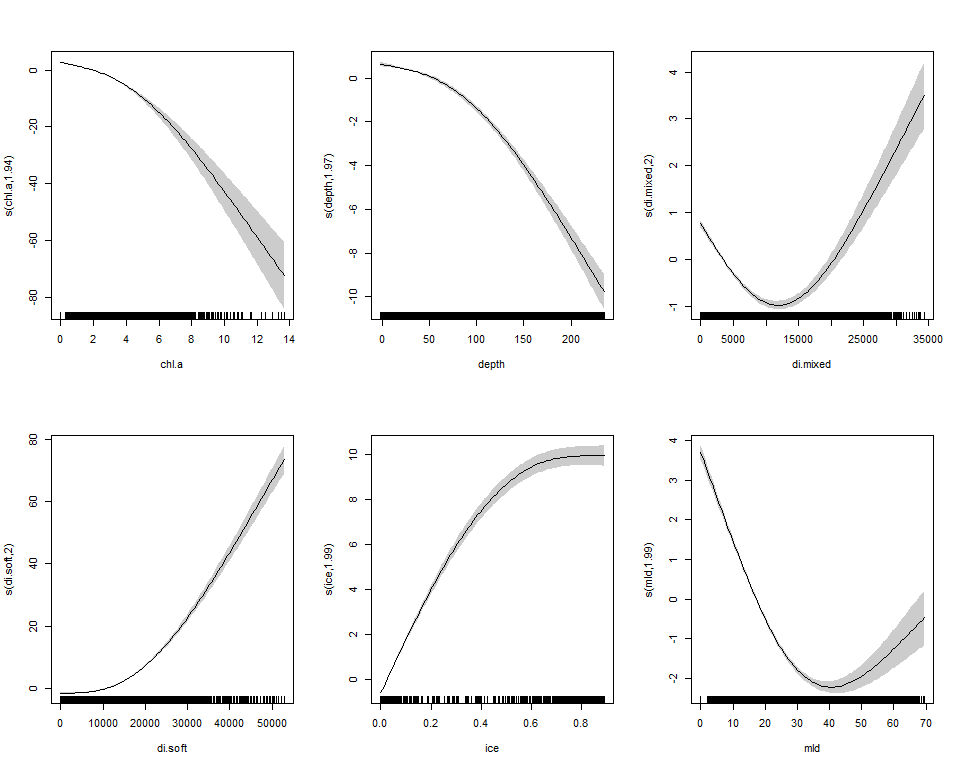 s(chl.a,1.94)
0
-20
-40
-60
-80
0 2 4 6 8 10 12 14
chl.a
s(depth,1.97)
0
-2
-4
-6
-8
-10
0 50 100 150 200
depth
s(di.mixed,2)
4
3
2
1
0
-1
0 5000 15000 25000 35000
di.mixed
s(di.soft,2)
80
60
40
20
0
0 10000 20000 30000 40000 50000
di.soft
s(ice,1.99)
10
8
6
4
2
0
0.0 0.2 0.4 0.6 0.8
ice
s(mld,1.99)
4
3
2
1
0
-1
-2
0 10 20 30 40 50 60 70
mld